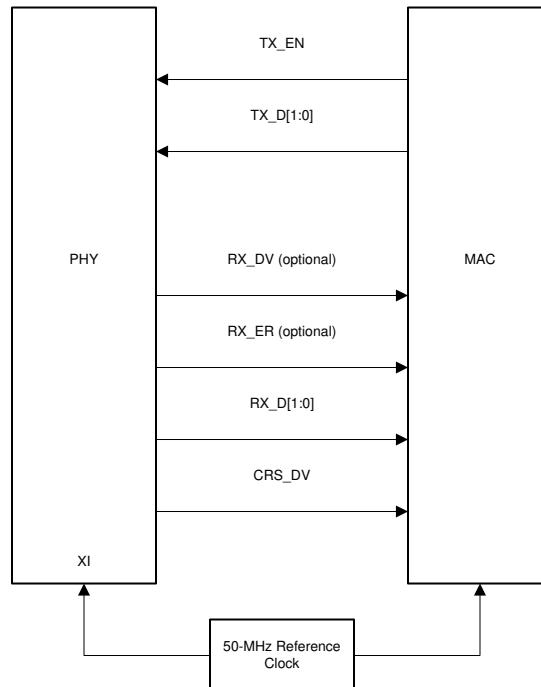 TX_EN
TX_D[1:0]
PHY
RX_DV (optional)
MAC
RX_ER (optional)
RX_D[1:0]
CRS_DV
XI
50-MHz Reference
Clock